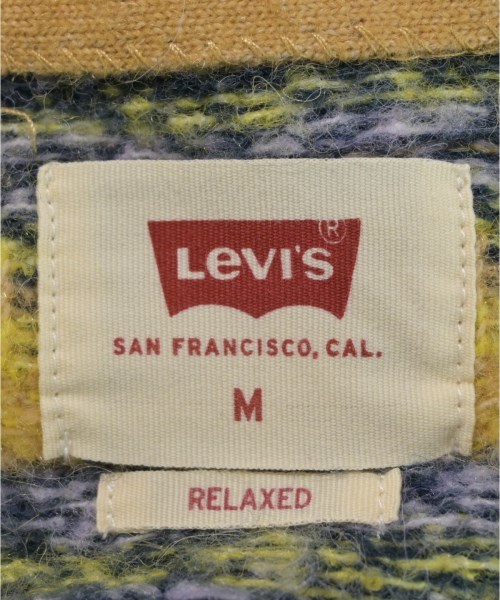 LEVI'S®
SAN FRANCISCO, CAL.
M
RELAXED